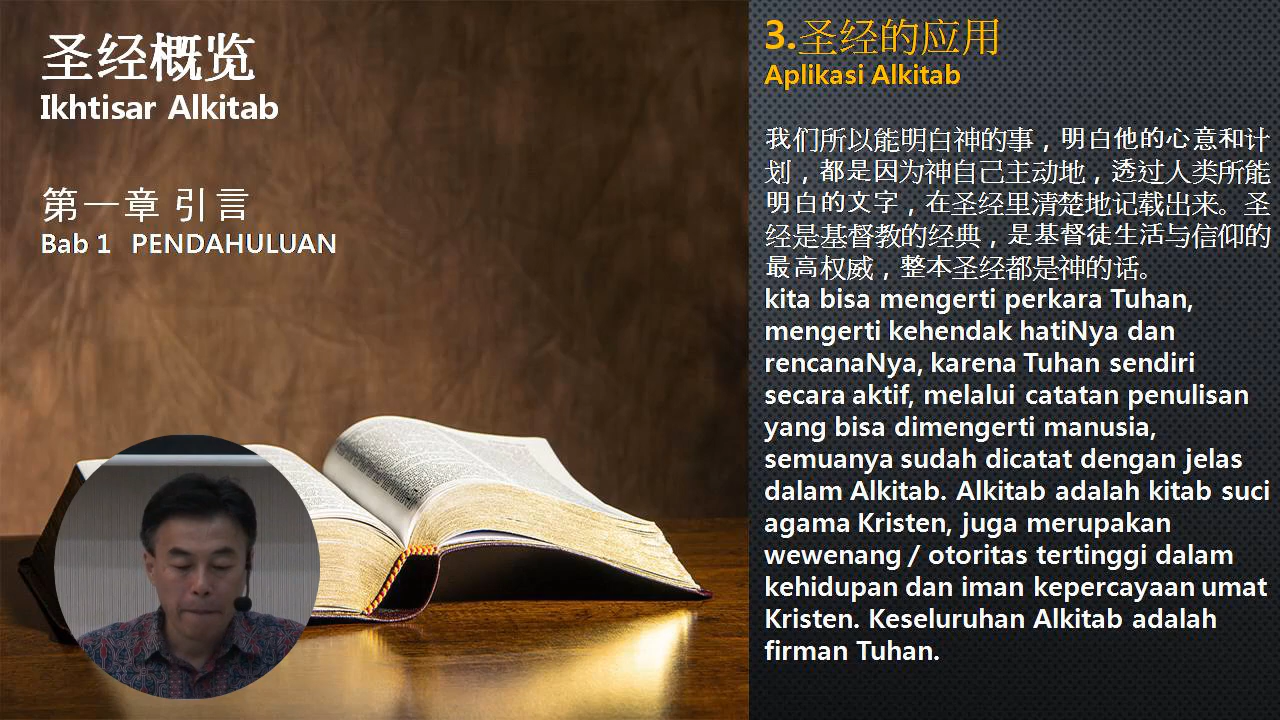 圣经概览
Ikhtisar Alkitab
第一章 引言
Bab 1 PENDAHULUAN
3.圣经的应用
Aplikasi Alkitab
我们所以能明白神的事，明白他的心意和计
划，都是因为神自己主动地，透过人类所能
明白的文字，在圣经里清楚地记载出来。圣
经是基督教的经典，是基督徒生活与信仰的
最高权威，整本圣经都是神的话。
kita bisa mengerti perkara Tuhan,
mengerti kehendak hatiNya dan
rencanaNya, karena Tuhan sendiri
secara aktif, melalui catatan penulisan
yang bisa dimengerti manusia,
semuanya sudah dicatat dengan jelas
dalam Alkitab. Alkitab adalah kitab suci
agama Kristen, juga merupakan
wewenang / otoritas tertinggi dalam
kehidupan dan iman kepercayaan umat
Kristen. Keseluruhan Alkitab adalah
firman Tuhan.